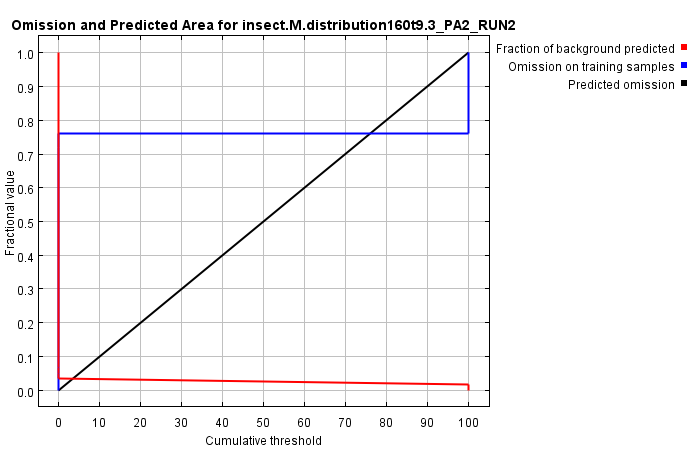 Omission and Predicted Area for insect.M.distribution160t9.3_PA2_RUN2
Fraction of background predicted
Omission on training samples
Predicted omission
Fractional value
1.0
0.9
0.8
0.7
0.6
0.5
0.4
0.3
0.2
0.1
0.0
0 10 20 30 40 50 60 70 80 90 100
Cumulative threshold